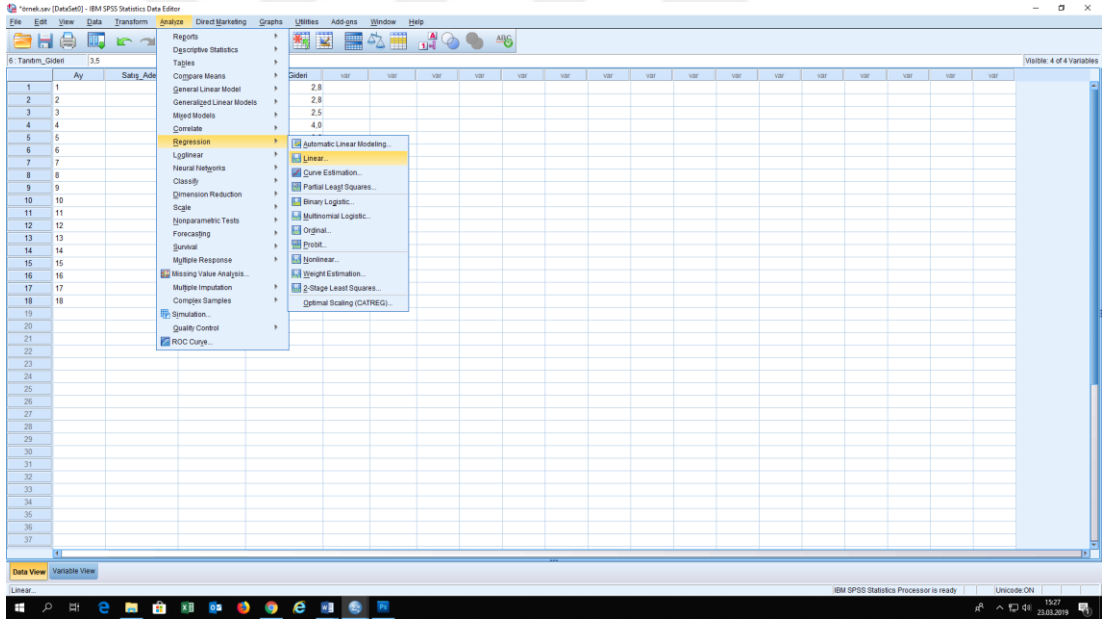 *örnek.sav [DataSet0] - IBM SPSS Statistics Data Editor
File Edit View Data Transform Analyze Direct Marketing Graphs Utilities Add-ons Window Help
6 : Tanıtım_Gideri 3,5 Visible: 4 of 4 Variables
Ay Satış_Ade Gideri var var var var var var var var var var var var var var var var var
1 1 2,8
2 2 2,8
3 3 2,5
4 4 4,0
5 5
6 6
7 7
8 8
9 9
10 10
11 11
12 12
13 13
14 14
15 15
16 16
17 17
18 18
19
20
21
22
23
24
25
26
27
28
29
30
31
32
33
34
35
36
37
Reports
Descriptive Statistics
Tables
Compare Means
General Linear Model
Generalized Linear Models
Mixed Models
Correlate
Regression
Loglinear
Neural Networks
Classify
Dimension Reduction
Scale
Nonparametric Tests
Forecasting
Survival
Multiple Response
Missing Value Analysis...
Multiple Imputation
Complex Samples
Simulation...
Quality Control
ROC Curve...
Automatic Linear Modeling...
Linear...
Curve Estimation...
Partial Least Squares...
Binary Logistic...
Multinomial Logistic...
Ordinal...
Probit...
Nonlinear...
Weight Estimation...
2-Stage Least Squares...
Optimal Scaling (CATREG)...
Data View Variable View
Linear... IBM SPSS Statistics Processor is ready Unicode:ON
15:27
23.03.2019